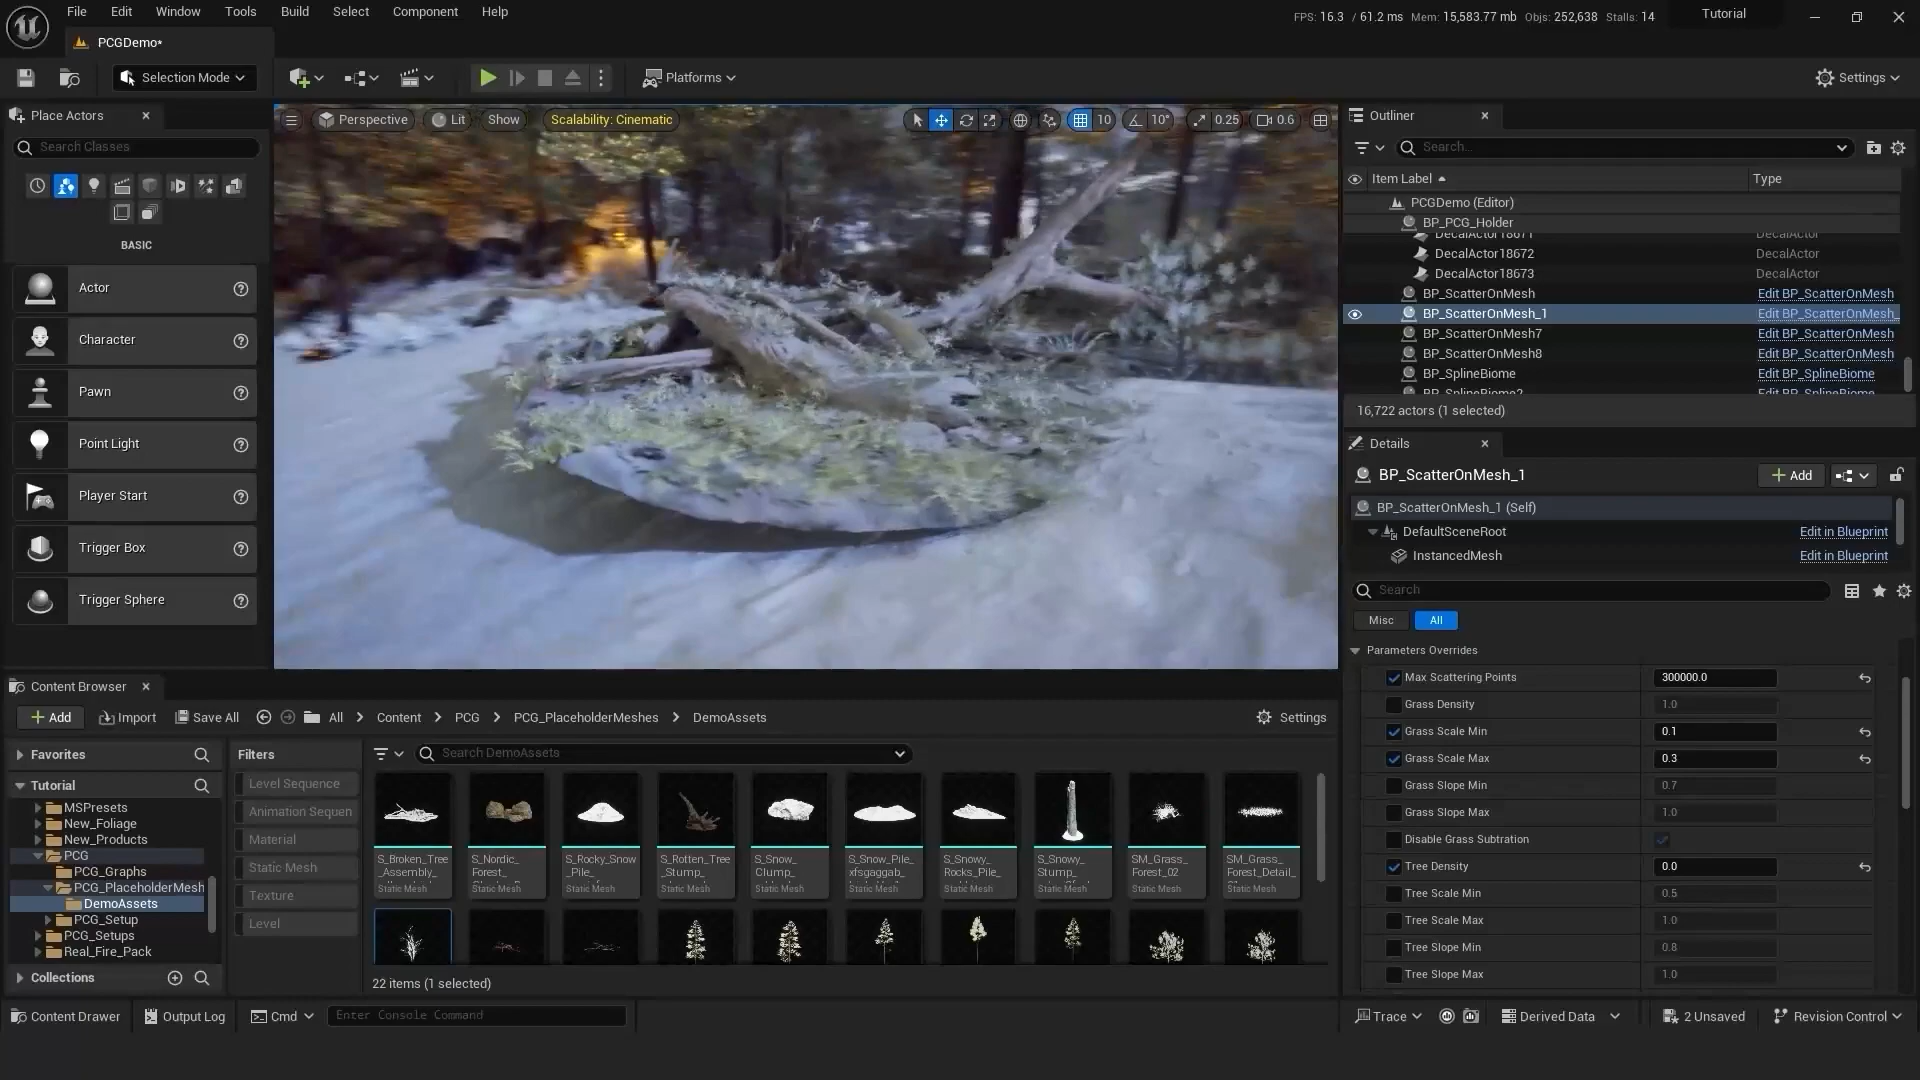 File Edit Window Tools Build Select Component Help
FPS: 16.3 / 61.2 ms Mem: 15,583.77 mb Objs: 252,638 Stalls: 14
Tutorial
PCGDemo*
Selection Mode
Platforms
Settings
Place Actors
Search Classes
BASIC
Actor
Character
Pawn
Point Light
Player Start
Trigger Box
Trigger Sphere
Perspective Lit Show Scalability: Cinematic
10 10° 0.25 0.6
Outliner
Search...
Item Label Type
PCGDemo (Editor)
BP_PCG_Holder
DecalActor18671 DecalActor
DecalActor18672 DecalActor
DecalActor18673 DecalActor
BP_ScatterOnMesh Edit BP_ScatterOnMesh
BP_ScatterOnMesh_1 Edit BP_ScatterOnMesh_
BP_ScatterOnMesh7 Edit BP_ScatterOnMesh
BP_ScatterOnMesh8 Edit BP_ScatterOnMesh
BP_SplineBiome Edit BP_SplineBiome
BP_SplineBiome2 Edit BP_SplineBiome
16,722 actors (1 selected)
Details
BP_ScatterOnMesh_1
Add
BP_ScatterOnMesh_1 (Self)
DefaultSceneRoot Edit in Blueprint
InstancedMesh Edit in Blueprint
Search
Misc All
Parameters Overrides
Max Scattering Points 300000.0
Grass Density 1.0
Grass Scale Min 0.1
Grass Scale Max 0.3
Grass Slope Min 0.7
Grass Slope Max 1.0
Disable Grass Subtration
Tree Density 0.0
Tree Scale Min 0.5
Tree Scale Max 1.0
Tree Slope Min 0.8
Tree Slope Max 1.0
Content Browser
Add Import Save All All Content PCG PCG_PlaceholderMeshes DemoAssets Settings
Favorites
Tutorial
MSPresets
New_Foliage
New_Products
PCG
PCG_Graphs
PCG_PlaceholderMesh
DemoAssets
PCG_Setup
PCG_Setups
Real_Fire_Pack
Collections
Filters
Level Sequence
Animation Sequen
Material
Static Mesh
Texture
Level
Search DemoAssets
S_Broken_Tree
_Assembly_
Static Mesh
S_Nordic_
Forest_
Static Mesh
S_Rocky_Snow
_Pile_
Static Mesh
S_Rotten_Tree
_Stump_
Static Mesh
S_Snow_
Clump_
Static Mesh
S_Snow_Pile_
xfsgaggab_
Static Mesh
S_Snowy_
Rocks_Pile_
Static Mesh
S_Snowy_
Stump_
Static Mesh
SM_Grass_
Forest_02
Static Mesh
SM_Grass_
Forest_Detail_
Static Mesh
22 items (1 selected)
Content Drawer Output Log Cmd Enter Console Command
Trace Derived Data 2 Unsaved Revision Control